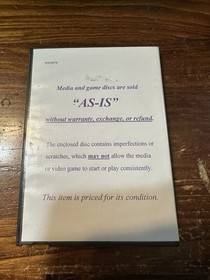 Media and game discs are sold
"AS-IS"
without warranty, exchange, or refund.
The enclosed disc contains imperfections or
scratches, which may not allow the media
or video game to start or play consistently.
This item is priced for its condition.